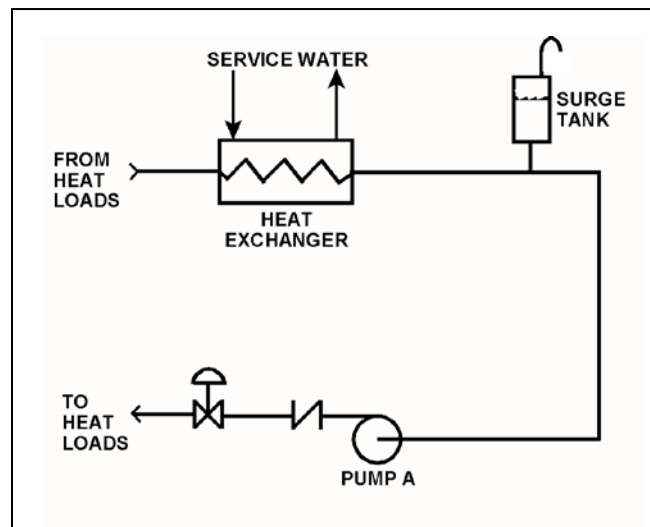 SERVICE WATER
SURGE
TANK
FROM
HEAT
LOADS
HEAT
EXCHANGER
TO
HEAT
LOADS
PUMP A